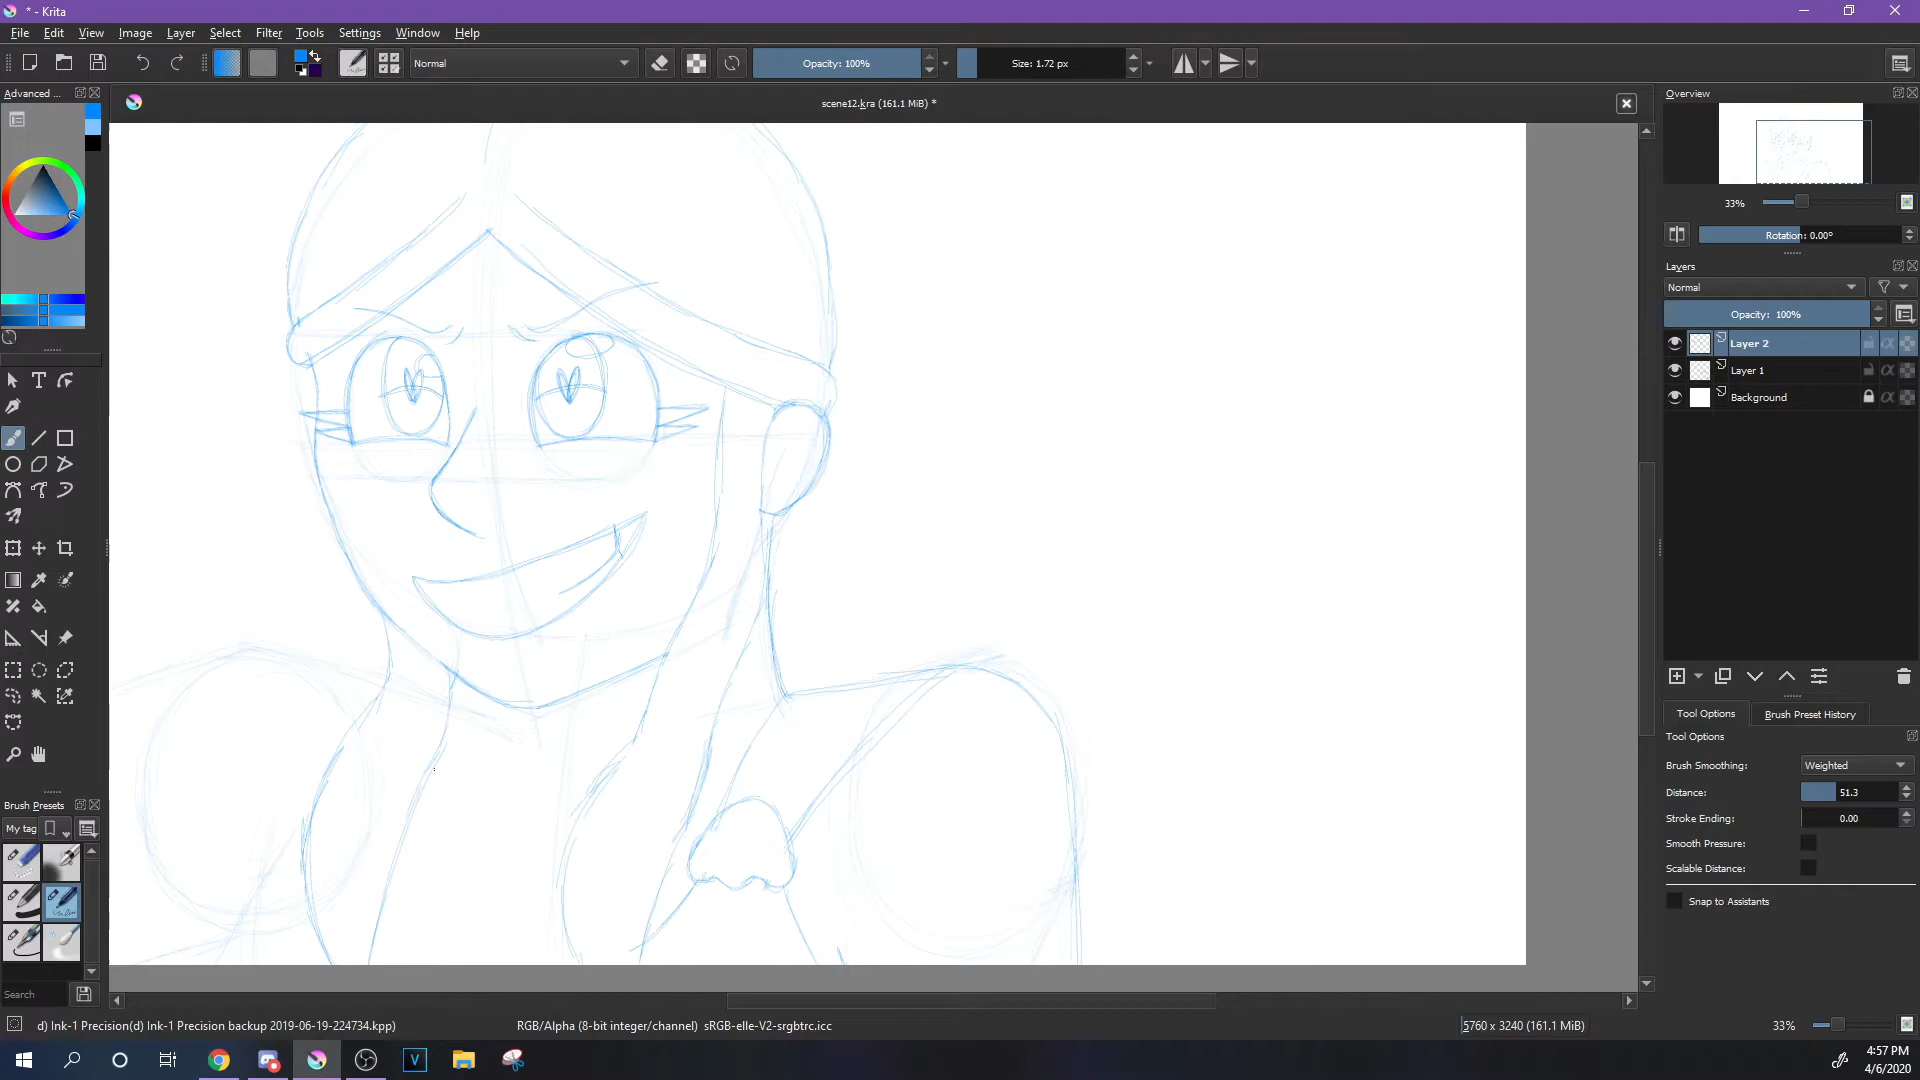 * - Krita
File Edit View Image Layer Select Filter Tools Settings Window Help
Normal
Opacity: 100%
Size: 1.72 px
Advanced ...
scene12.kra (161.1 MiB) *
Overview
33%
Rotation: 0.00°
Layers
Normal
Opacity: 100%
Layer 2
Layer 1
Background
Tool Options Brush Preset History
Tool Options
Brush Smoothing: Weighted
Distance: 51.3
Stroke Ending: 0.00
Smooth Pressure:
Scalable Distance:
Snap to Assistants
Brush Presets
My tag
Search
d) Ink-1 Precision(d) Ink-1 Precision backup 2019-06-19-224734.kpp)
RGB/Alpha (8-bit integer/channel) sRGB-elle-V2-srgbtrc.icc
5760 x 3240 (161.1 MiB)
33%
V
4:57 PM
4/6/2020